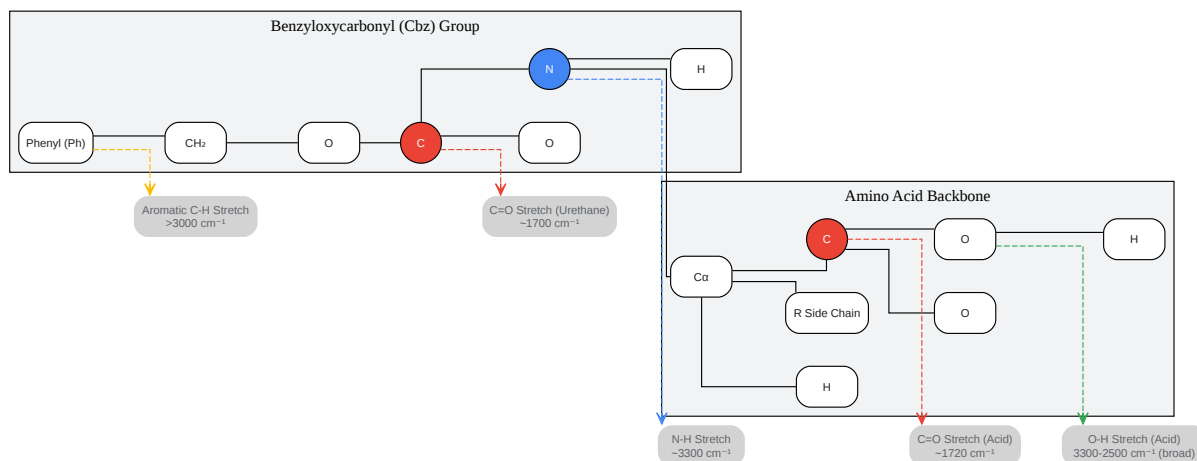 Benzyloxycarbonyl (Cbz) Group
N
H
Phenyl (Ph)
CH₂
O
C
O
Aromatic C-H Stretch
>3000 cm⁻¹
C=O Stretch (Urethane)
~1700 cm⁻¹
Amino Acid Backbone
C
O
H
Cα
R Side Chain
O
H
N-H Stretch
~3300 cm⁻¹
C=O Stretch (Acid)
~1720 cm⁻¹
O-H Stretch (Acid)
3300-2500 cm⁻¹ (broad)